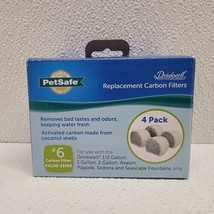 PetSafe
Drinkwell
Replacement Carbon Filters
Removes bad tastes and odors,
keeping water fresh
Activated carbon made from
coconut shells
4 Pack
#6
Carbon Filter
For use with the
Drinkwell 1/2 Gallon,
1 Gallon, 2 Gallon, Avalon,
Pagoda, Sedona and Seascape Fountains only